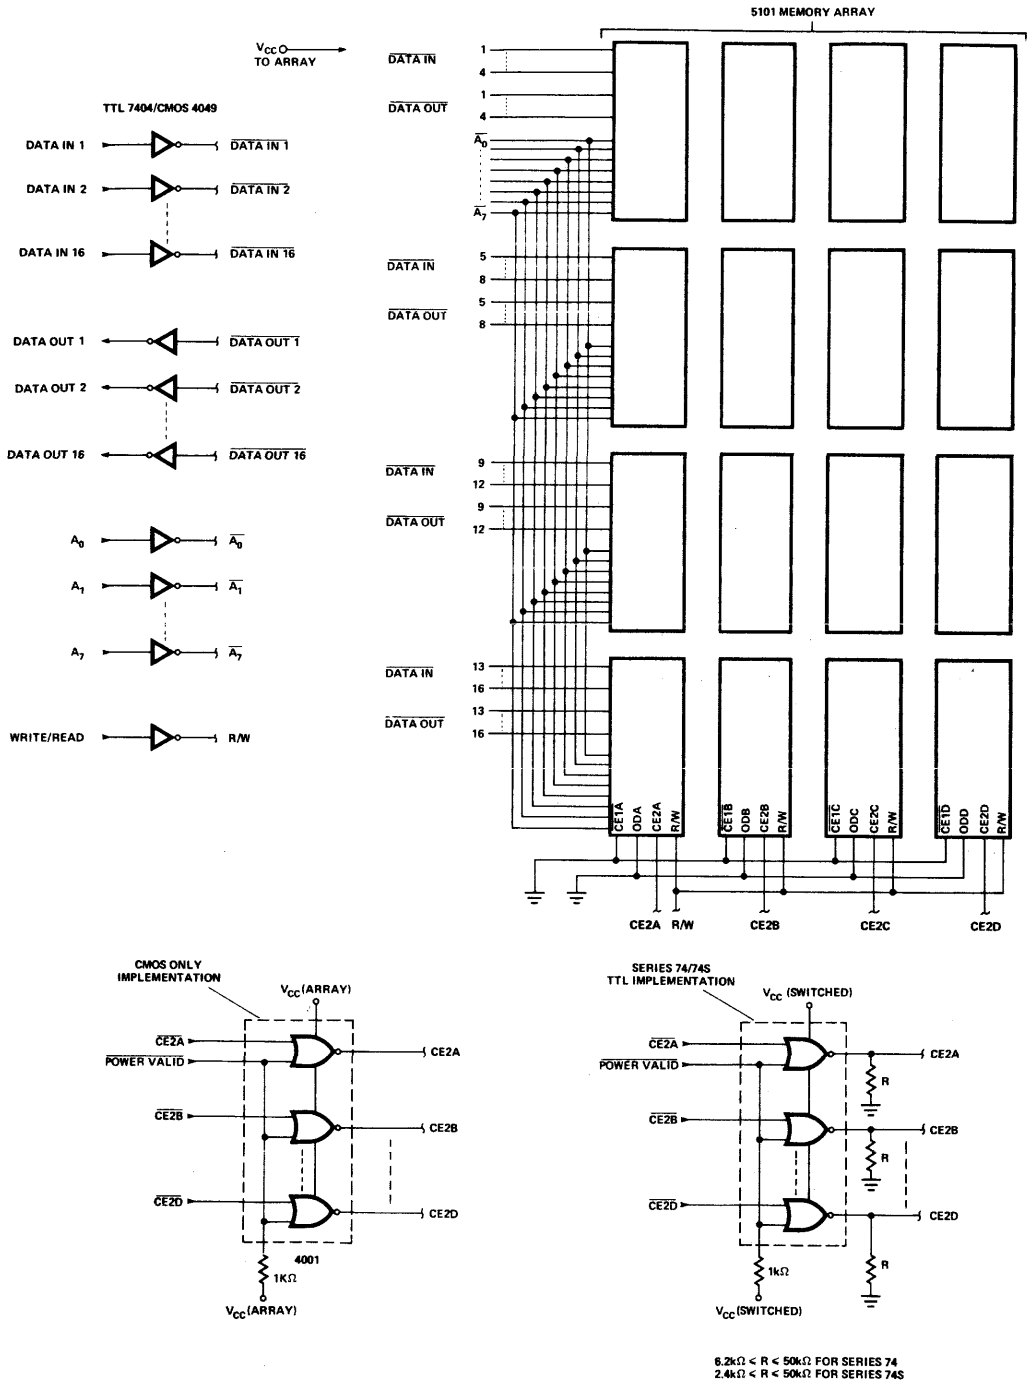 5101 MEMORY ARRAY
VCC
TO ARRAY
DATA IN
1
4
DATA OUT
1
4
A0
A7
TTL 7404/CMOS 4049
DATA IN 1
DATA IN 1
DATA IN 2
DATA IN 2
DATA IN 16
DATA IN 16
DATA IN
5
8
DATA OUT
5
8
DATA OUT 1
DATA OUT 1
DATA OUT 2
DATA OUT 2
DATA OUT 16
DATA OUT 16
DATA IN
9
12
DATA OUT
9
12
A0
A0
A1
A1
A7
A7
DATA IN
13
16
DATA OUT
13
16
WRITE/READ
R/W
CE1A
ODA
CE2A
R/W
CE1B
ODB
CE2B
R/W
CE1C
ODC
CE2C
R/W
CE1D
ODD
CE2D
R/W
CE2A
R/W
CE2B
CE2C
CE2D
CMOS ONLY
IMPLEMENTATION
VCC (ARRAY)
CE2A
POWER VALID
CE2A
CE2B
CE2B
CE2D
CE2D
4001
1KΩ
VCC (ARRAY)
SERIES 74/74S
TTL IMPLEMENTATION
VCC (SWITCHED)
CE2A
POWER VALID
CE2A
R
CE2B
CE2B
R
CE2D
CE2D
R
1kΩ
VCC (SWITCHED)
6.2kΩ < R < 50kΩ FOR SERIES 74
2.4kΩ < R < 50kΩ FOR SERIES 74S